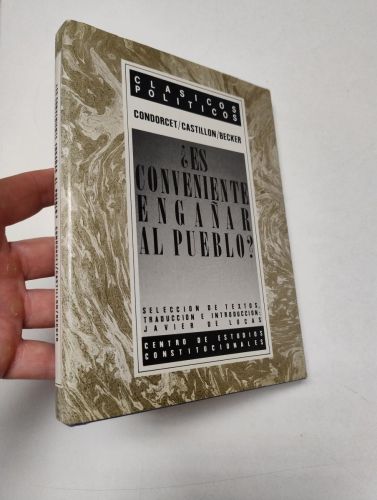 CLASICOS
POLITICOS
CONDORCET/CASTILLON/BECKER
¿ES
CONVENIENTE
ENGAÑAR
AL PUEBLO?
SELECCION DE TEXTOS,
TRADUCCION E INTRODUCCION:
JAVIER DE LUCAS
CENTRO DE ESTUDIOS
CONSTITUCIONALES